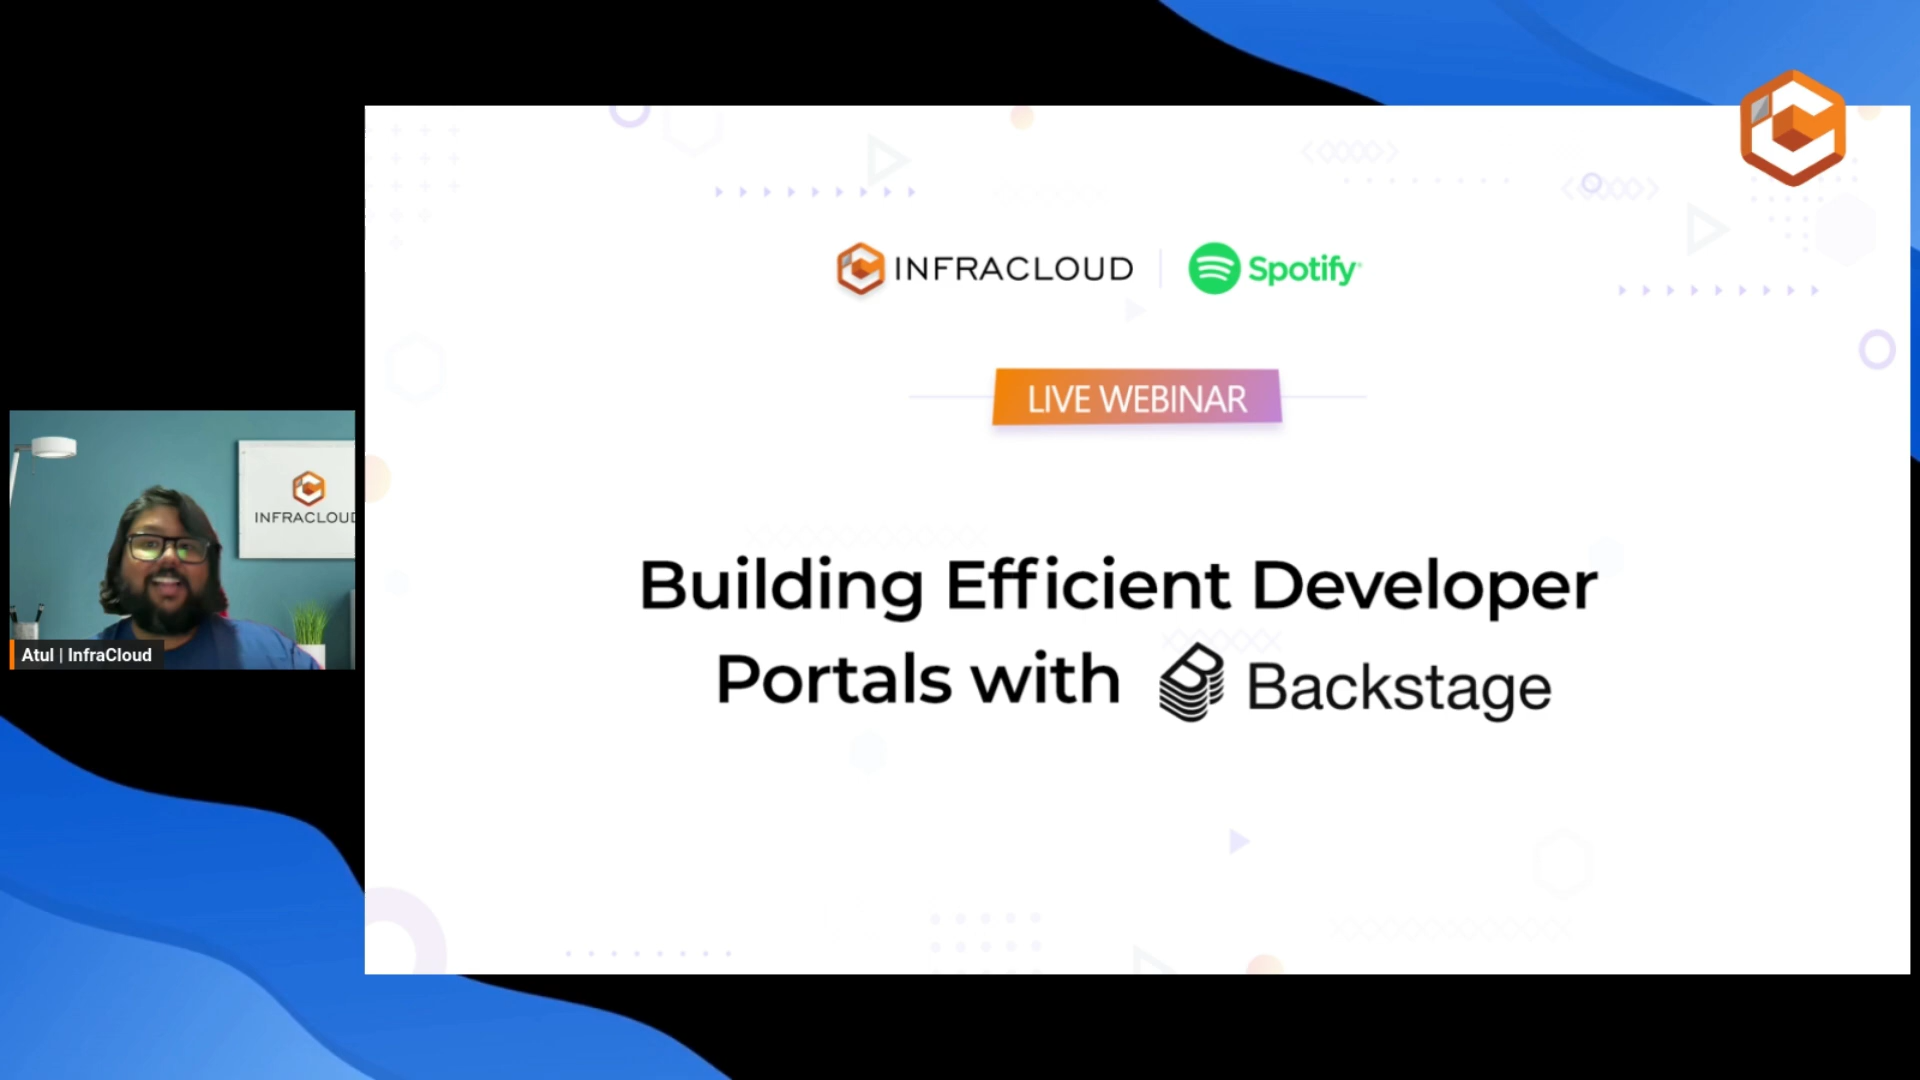 INFRACLOUD
Spotify
LIVE WEBINAR
Building Efficient Developer
Portals with Backstage
INFRACLOUD
Atul | InfraCloud